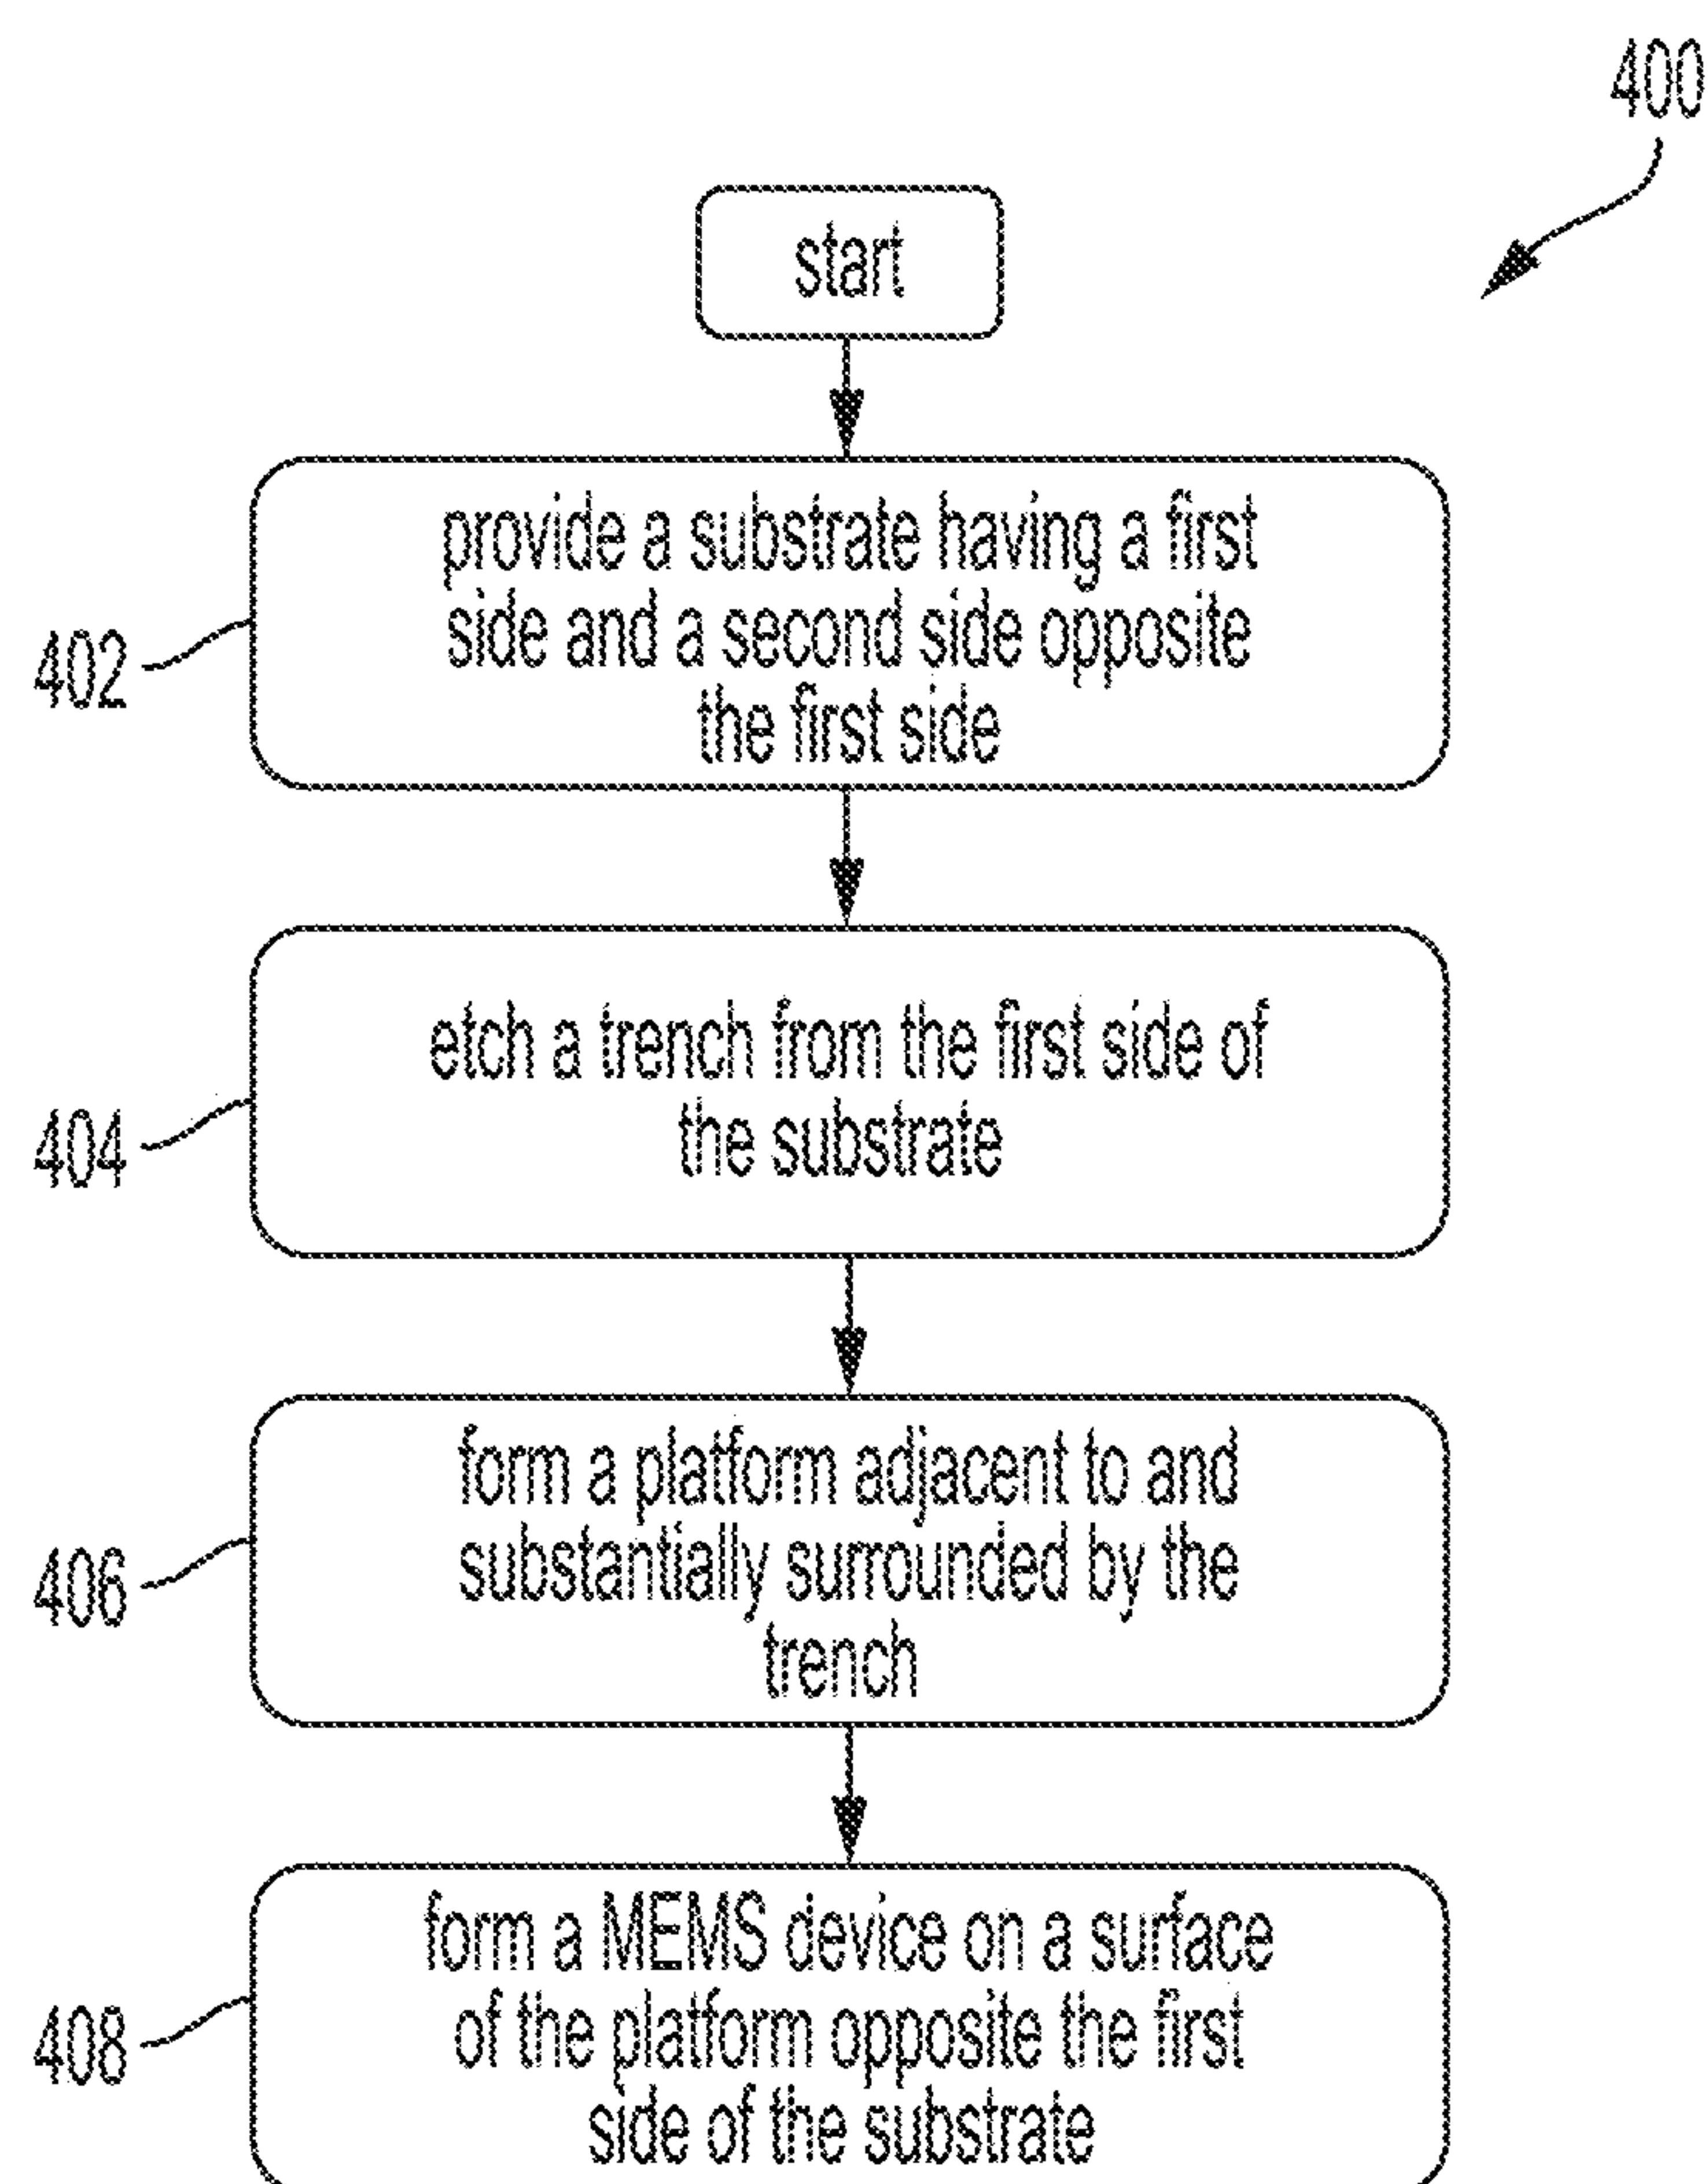 400
start
provide a substrate having a first
side and a second side opposite
the first side
402
etch a trench from the first side of
the substrate
404
form a platform adjacent to and
substantially surrounded by the
trench
406
form a MEMS device on a surface
of the platform opposite the first
side of the substrate
408